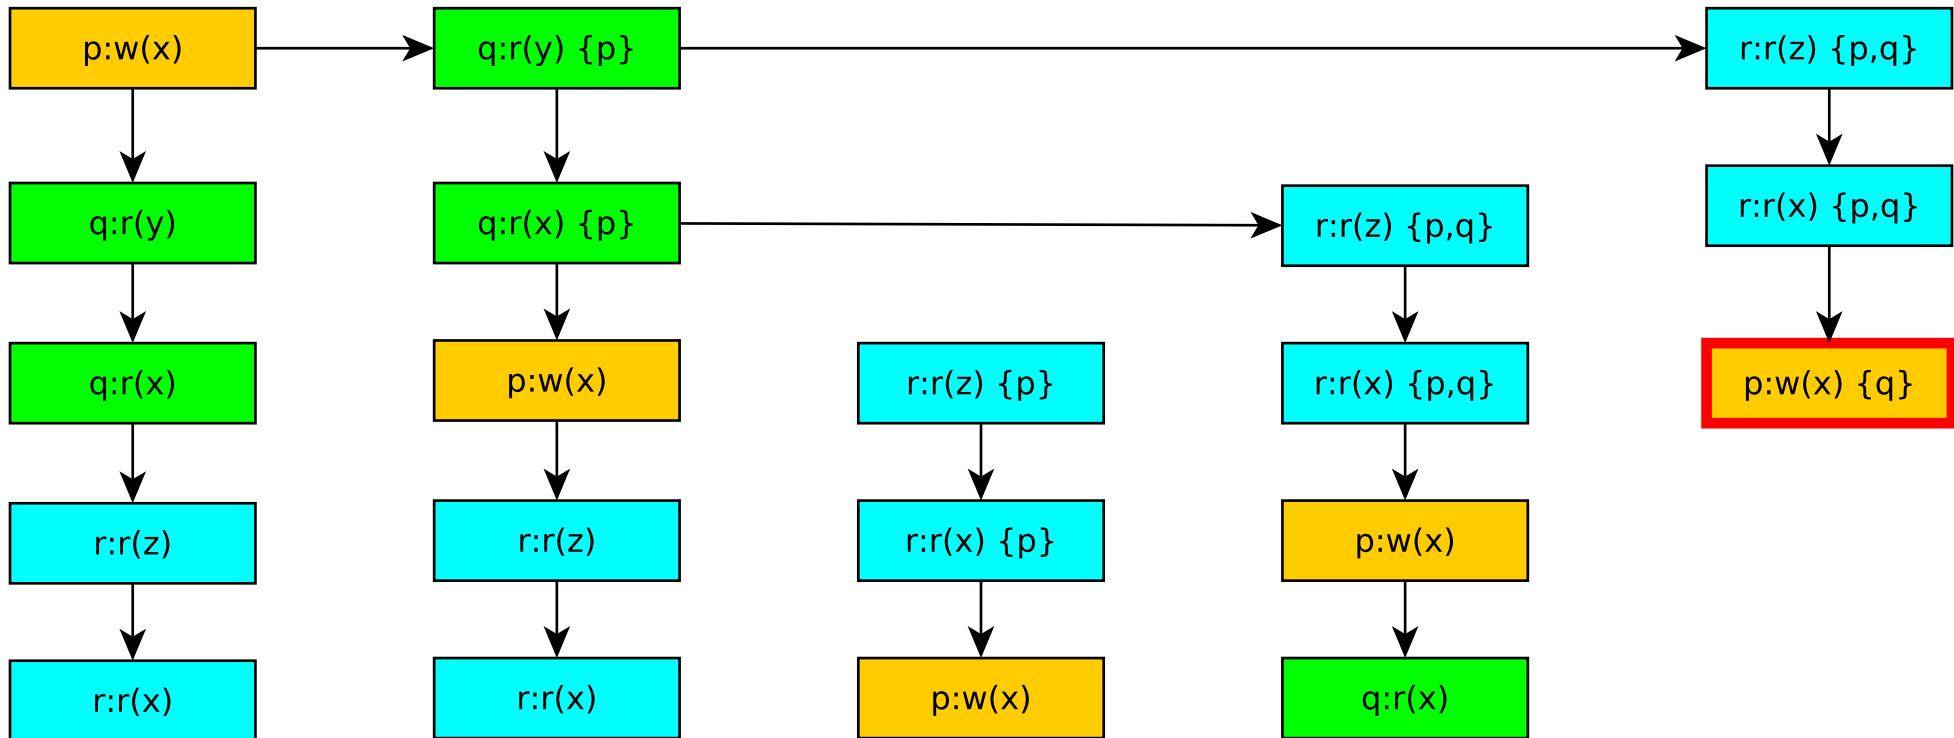 p:w(x)
q:r(y) {p}
r:r(z) {p,q}
q:r(y)
q:r(x) {p}
r:r(z) {p,q}
r:r(x) {p,q}
q:r(x)
p:w(x)
r:r(z) {p}
r:r(x) {p,q}
p:w(x) {q}
r:r(z)
r:r(z)
r:r(x) {p}
p:w(x)
r:r(x)
r:r(x)
p:w(x)
q:r(x)